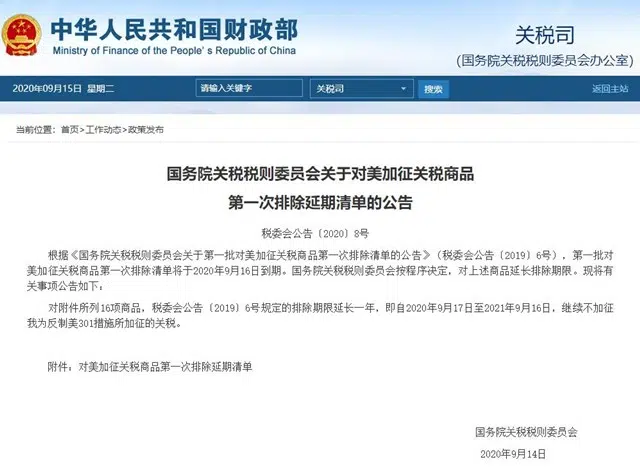 中华人民共和国财政部
Ministry of Finance of the People's Republic of China
关税司
(国务院关税税则委员会办公室)
2020年09月15日 星期二
请输入关键字
关税司
搜索
返回主站
当前位置：首页>工作动态>政策发布
国务院关税税则委员会关于对美加征关税商品
第一次排除延期清单的公告
税委会公告〔2020〕8号
根据《国务院关税税则委员会关于第一批对美加征关税商品第一次排除清单的公告》（税委会公告〔2019〕6号），第一批对
美加征关税商品第一次排除清单将于2020年9月16日到期。国务院关税税则委员会按程序决定，对上述商品延长排除期限。现将有
关事项公告如下：
对附件所列16项商品，税委会公告〔2019〕6号规定的排除期限延长一年，即自2020年9月17日至2021年9月16日，继续不加征
我为反制美301措施所加征的关税。
附件：对美加征关税商品第一次排除延期清单
国务院关税税则委员会
2020年9月14日